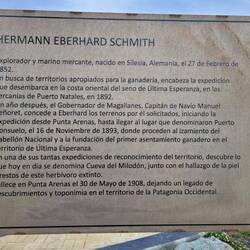 HERMANN EBERHARD SCHMITH
explorador y marino mercante, nacido en Silesia, Alemania, el 27 de Febrero de
1852.
n busca de territorios apropiados para la ganadería, encabeza la expedición
que desembarca en la costa oriental del seno de Última Esperanza, en las
cercanías de Puerto Natales, en 1892.
n año después, el Gobernador de Magallanes, Capitán de Navío Manuel
eñoret, concede a Eberhard los terrenos por él solicitados, iniciando la
expedición desde Punta Arenas, hasta llegar al lugar que denominaron Puerto
Consuelo, el 16 de Noviembre de 1893, donde proceden al izamiento del
Pabellón Nacional y a la fundación del primer asentamiento ganadero en el
territorio de Última Esperanza.
n una de sus tantas expediciones de reconocimiento del territorio, descubre lo
que hoy en día se denomina Cueva del Milodón, junto con el hallazgo de la piel
restos de este herbívoro extinto.
allece en Punta Arenas el 30 de Mayo de 1908, dejando un legado de
descubrimientos y toponimia en el territorio de la Patagonia Occidental.